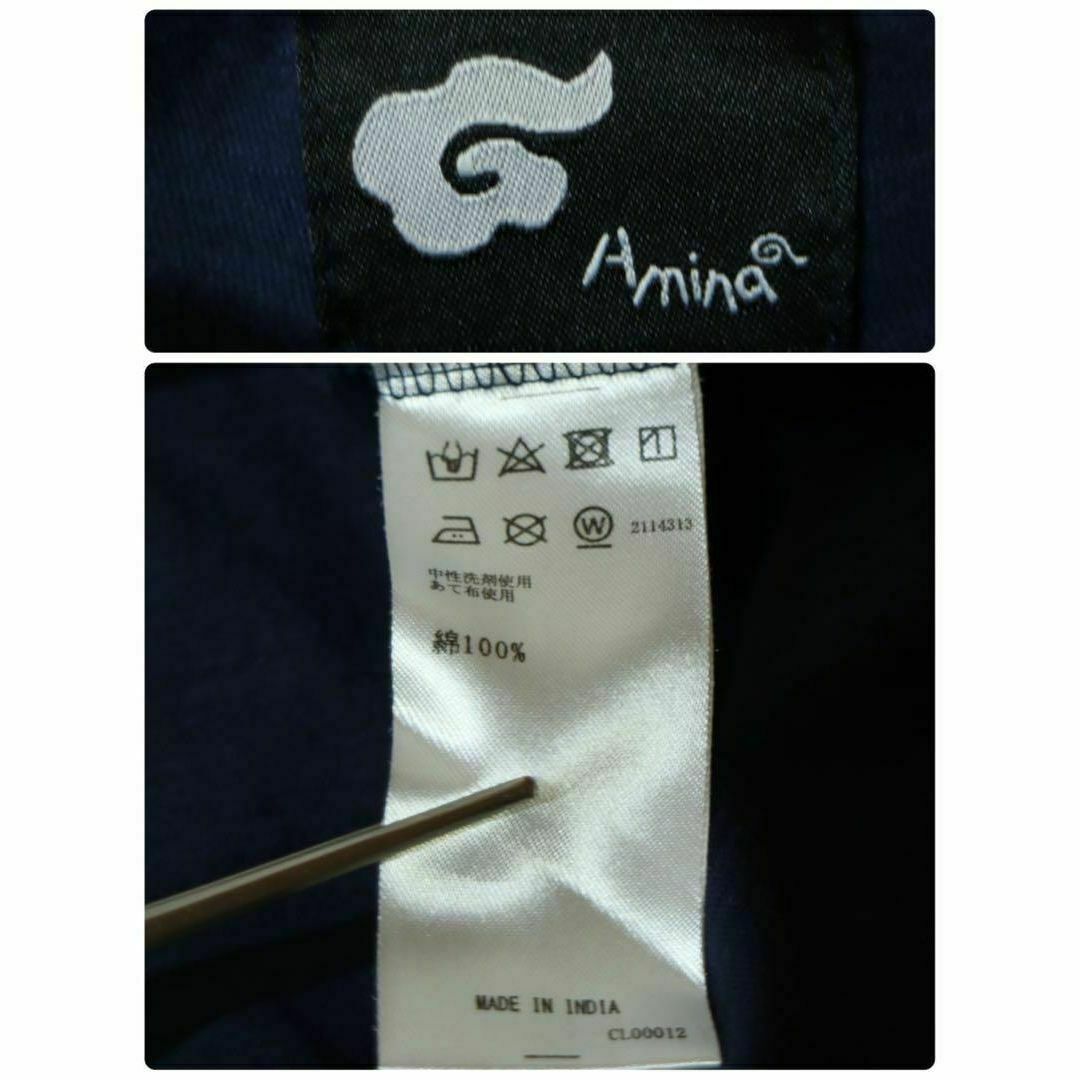 Amina
W 2114313
中性洗剤使用
あて布使用
綿100%
MADE IN INDIA
CL00012